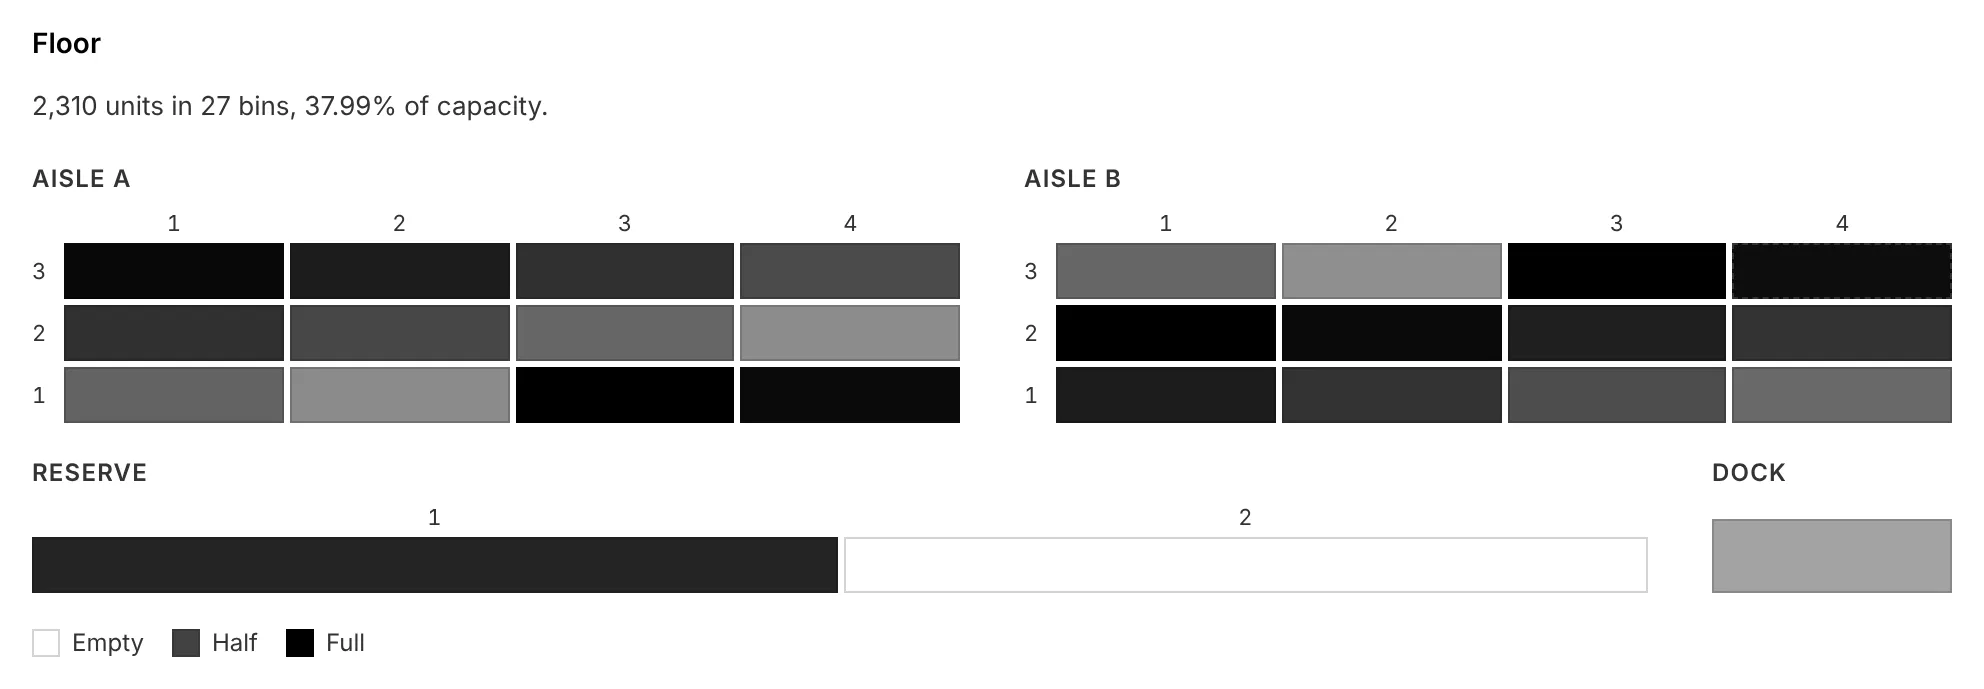 Floor
2,310 units in 27 bins, 37.99% of capacity.
AISLE A
1 2 3 4
3
2
1
AISLE B
1 2 3 4
3
2
1
RESERVE
1 2
DOCK
Empty Half Full